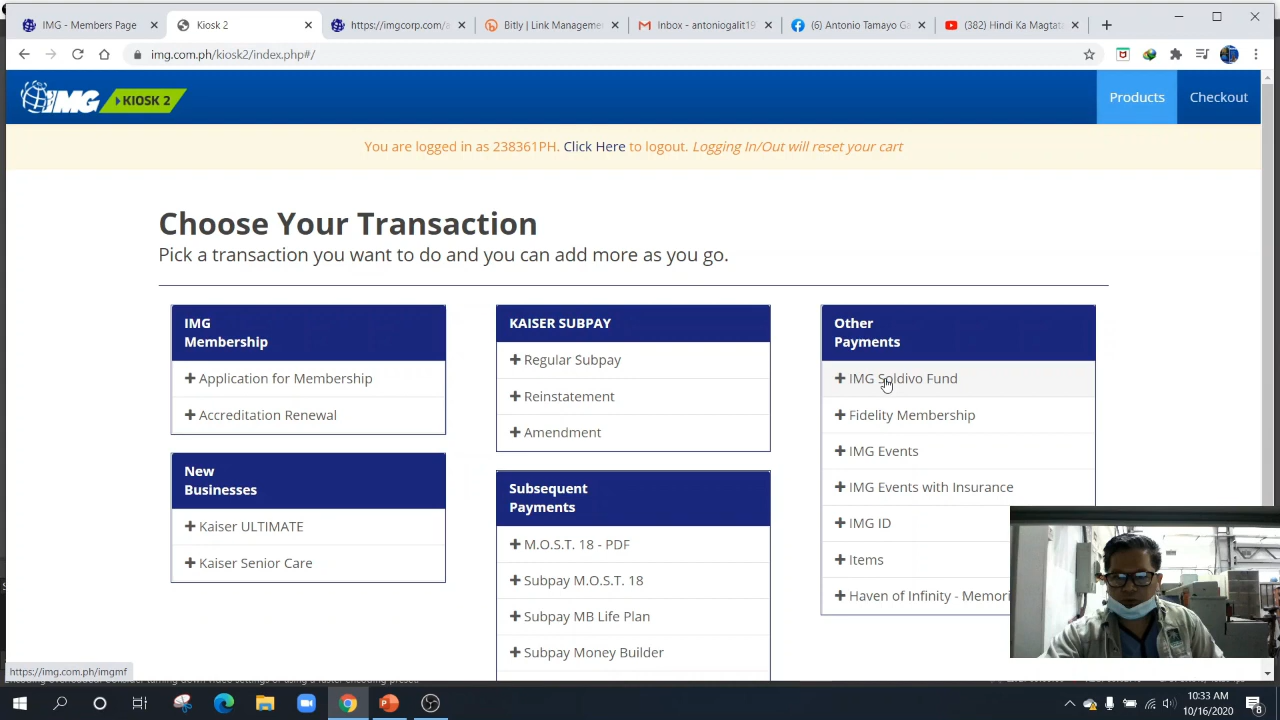 IMG - Members Page
Kiosk 2
https://imgcorp.com/
Bitly | Link Manageme
Inbox - antoniogalit19
(6) Antonio Tamayo Ga
(382) Hindi Ka Magtat
img.com.ph/kiosk2/index.php#/
IMG KIOSK 2
Products
Checkout
You are logged in as 238361PH. Click Here to logout. Logging In/Out will reset your cart
Choose Your Transaction
Pick a transaction you want to do and you can add more as you go.
IMG
Membership
Application for Membership
Accreditation Renewal
New
Businesses
Kaiser ULTIMATE
Kaiser Senior Care
KAISER SUBPAY
Regular Subpay
Reinstatement
Amendment
Subsequent
Payments
M.O.S.T. 18 - PDF
Subpay M.O.S.T. 18
Subpay MB Life Plan
Subpay Money Builder
Other
Payments
IMG Soldivo Fund
Fidelity Membership
IMG Events
IMG Events with Insurance
IMG ID
Items
Haven of Infinity - Memori
https://img.com.ph/imgmf
10:33 AM
10/16/2020
8